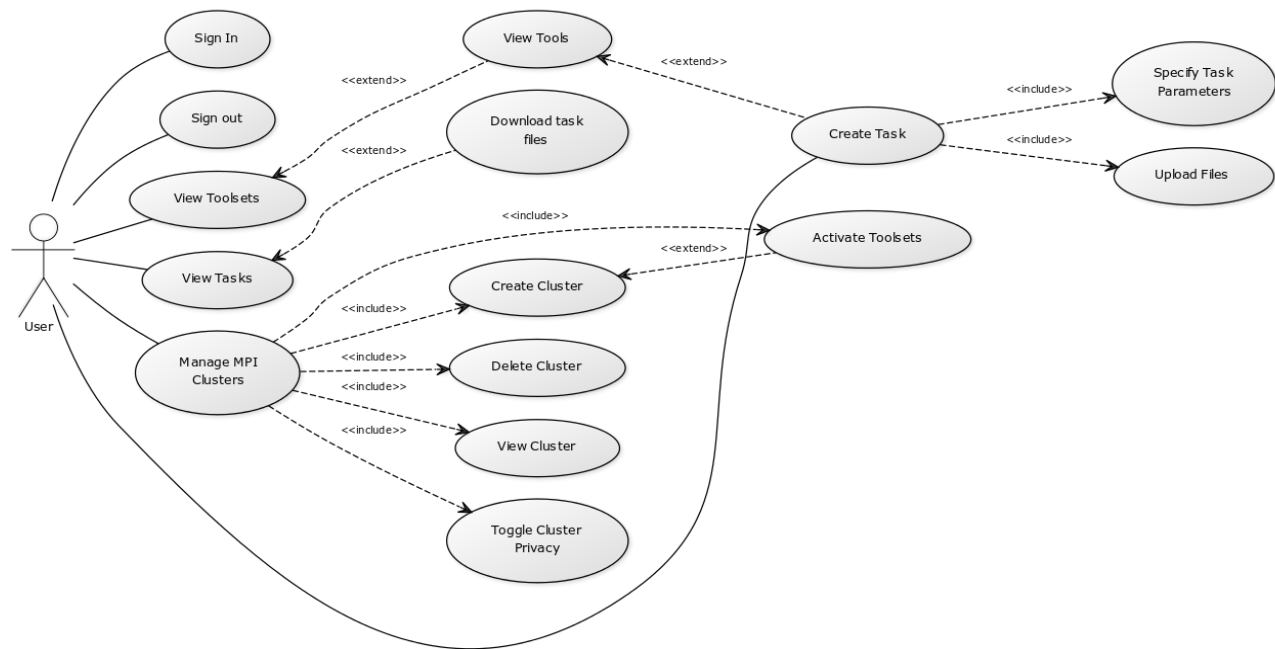 Sign In
View Tools
<<extend>>
<<extend>>
Specify Task
Parameters
<<include>>
Sign out
Download task
files
Create Task
<<extend>>
<<include>>
Upload Files
View Toolsets
<<include>>
Activate Toolsets
<<extend>>
View Tasks
Create Cluster
<<include>>
User
Manage MPI
Clusters
<<include>>
Delete Cluster
<<include>>
View Cluster
<<include>>
Toggle Cluster
Privacy